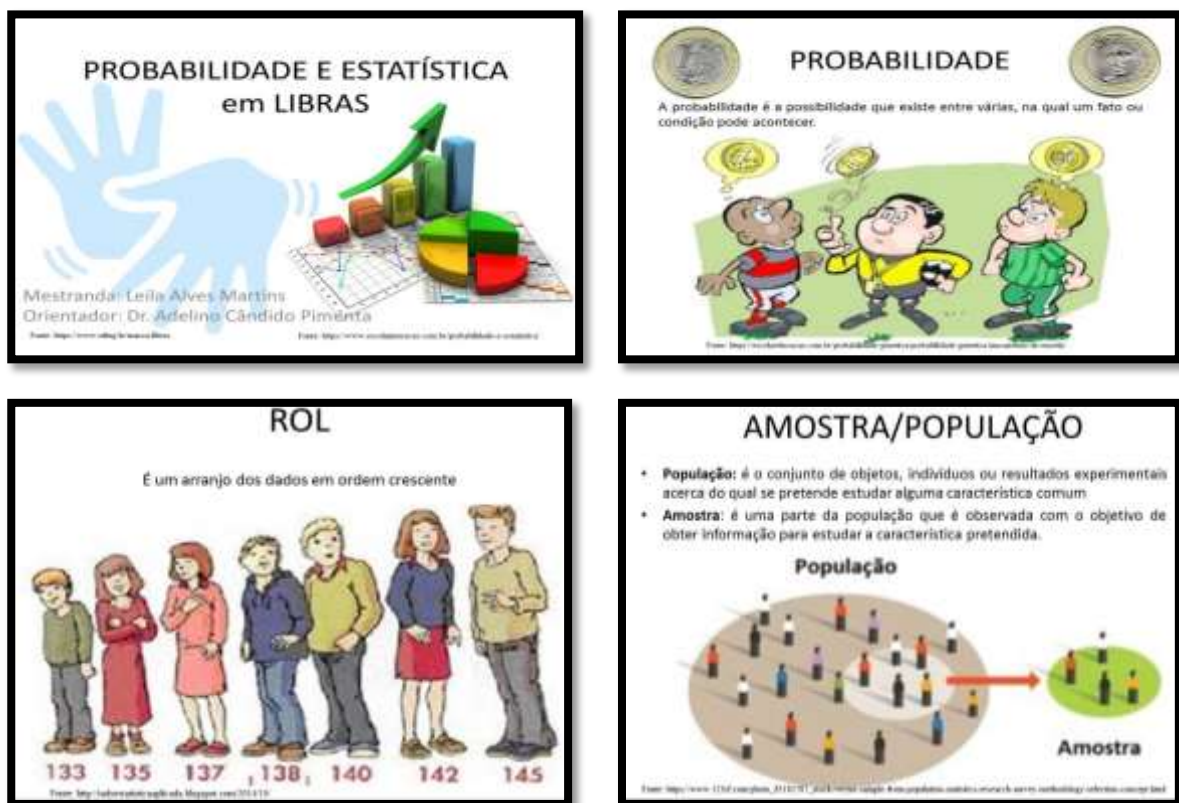 PROBABILIDADE E ESTATÍSTICA
em LIBRAS
Mestranda: Leila Alves Martins
Orientador: Dr. Adelino Cândido Pimenta
PROBABILIDADE
A probabilidade é a possibilidade que existe entre várias, na qual um fato ou
condição pode acontecer.
ROL
É um arranjo dos dados em ordem crescente
133 135 137 138 140 142 145
AMOSTRA/POPULAÇÃO
• População: é o conjunto de objetos, indivíduos ou resultados experimentais
acerca do qual se pretende estudar alguma característica comum
• Amostra: é uma parte da população que é observada com o objetivo de
obter informação para estudar a característica pretendida.
População
Amostra